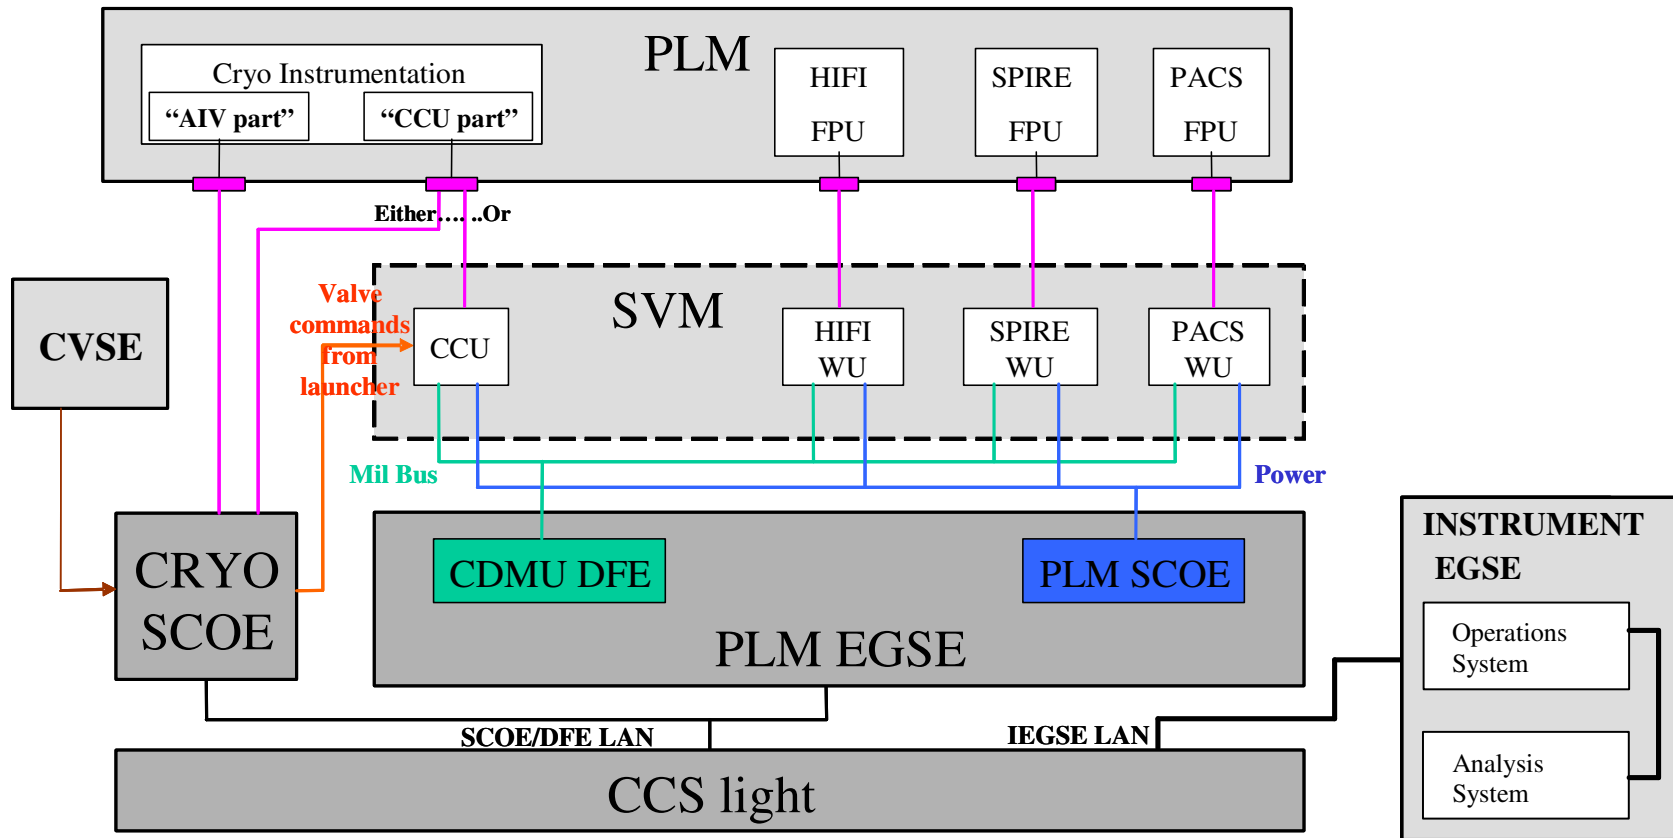 PLM
Cryo Instrumentation
“AIV part”
“CCU part”
HIFI
FPU
SPIRE
FPU
PACS
FPU
Either…. ..Or
CVSE
Valve
commands
from
launcher
SVM
CCU
HIFI
WU
SPIRE
WU
PACS
WU
Mil Bus
Power
CRYO
SCOE
CDMU DFE
PLM SCOE
PLM EGSE
INSTRUMENT
EGSE
Operations
System
Analysis
System
SCOE/DFE LAN
IEGSE LAN
CCS light